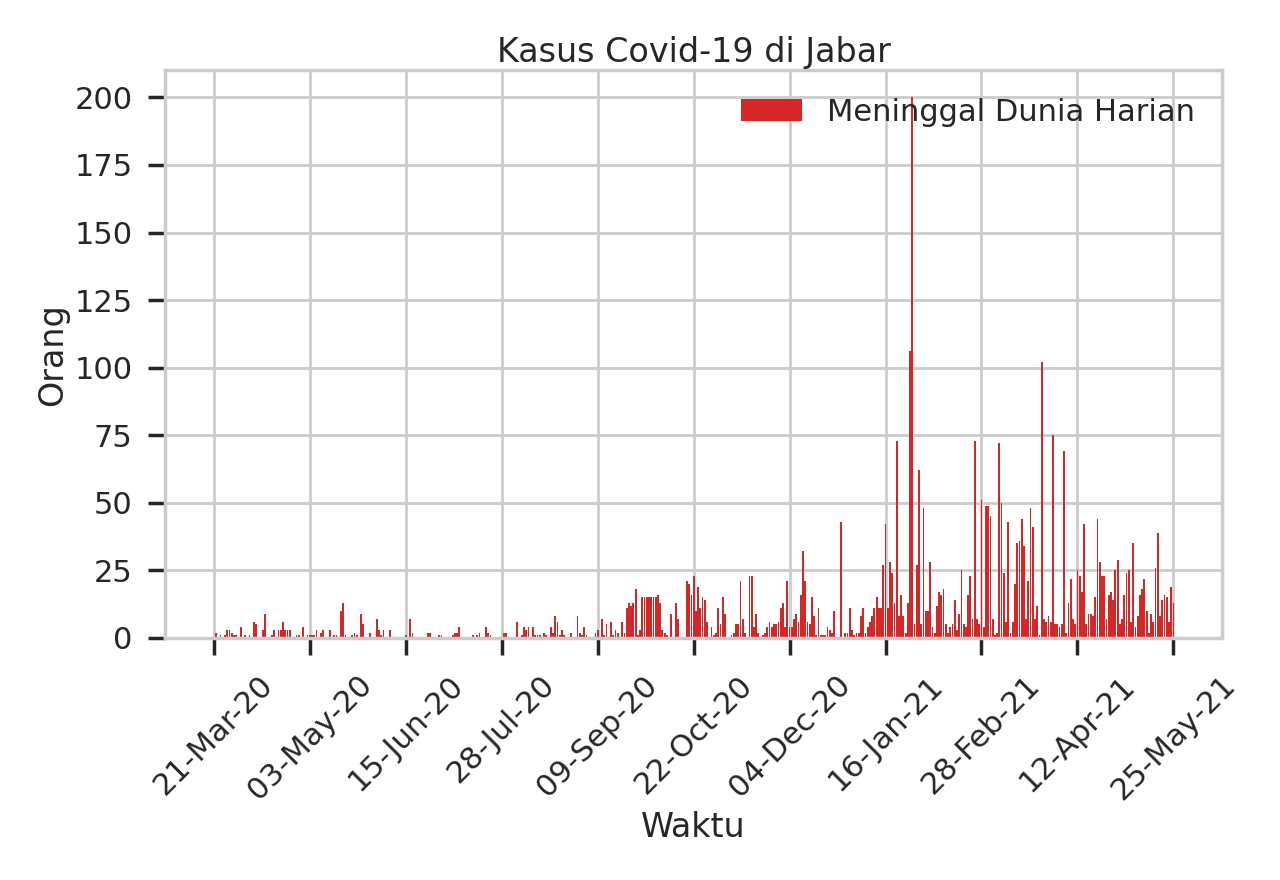 Kasus Covid-19 di Jabar
Meninggal Dunia Harian
Orang
200
175
150
125
100
75
50
25
0
21-Mar-20
03-May-20
15-Jun-20
28-Jul-20
09-Sep-20
22-Oct-20
04-Dec-20
16-Jan-21
28-Feb-21
12-Apr-21
25-May-21
Waktu